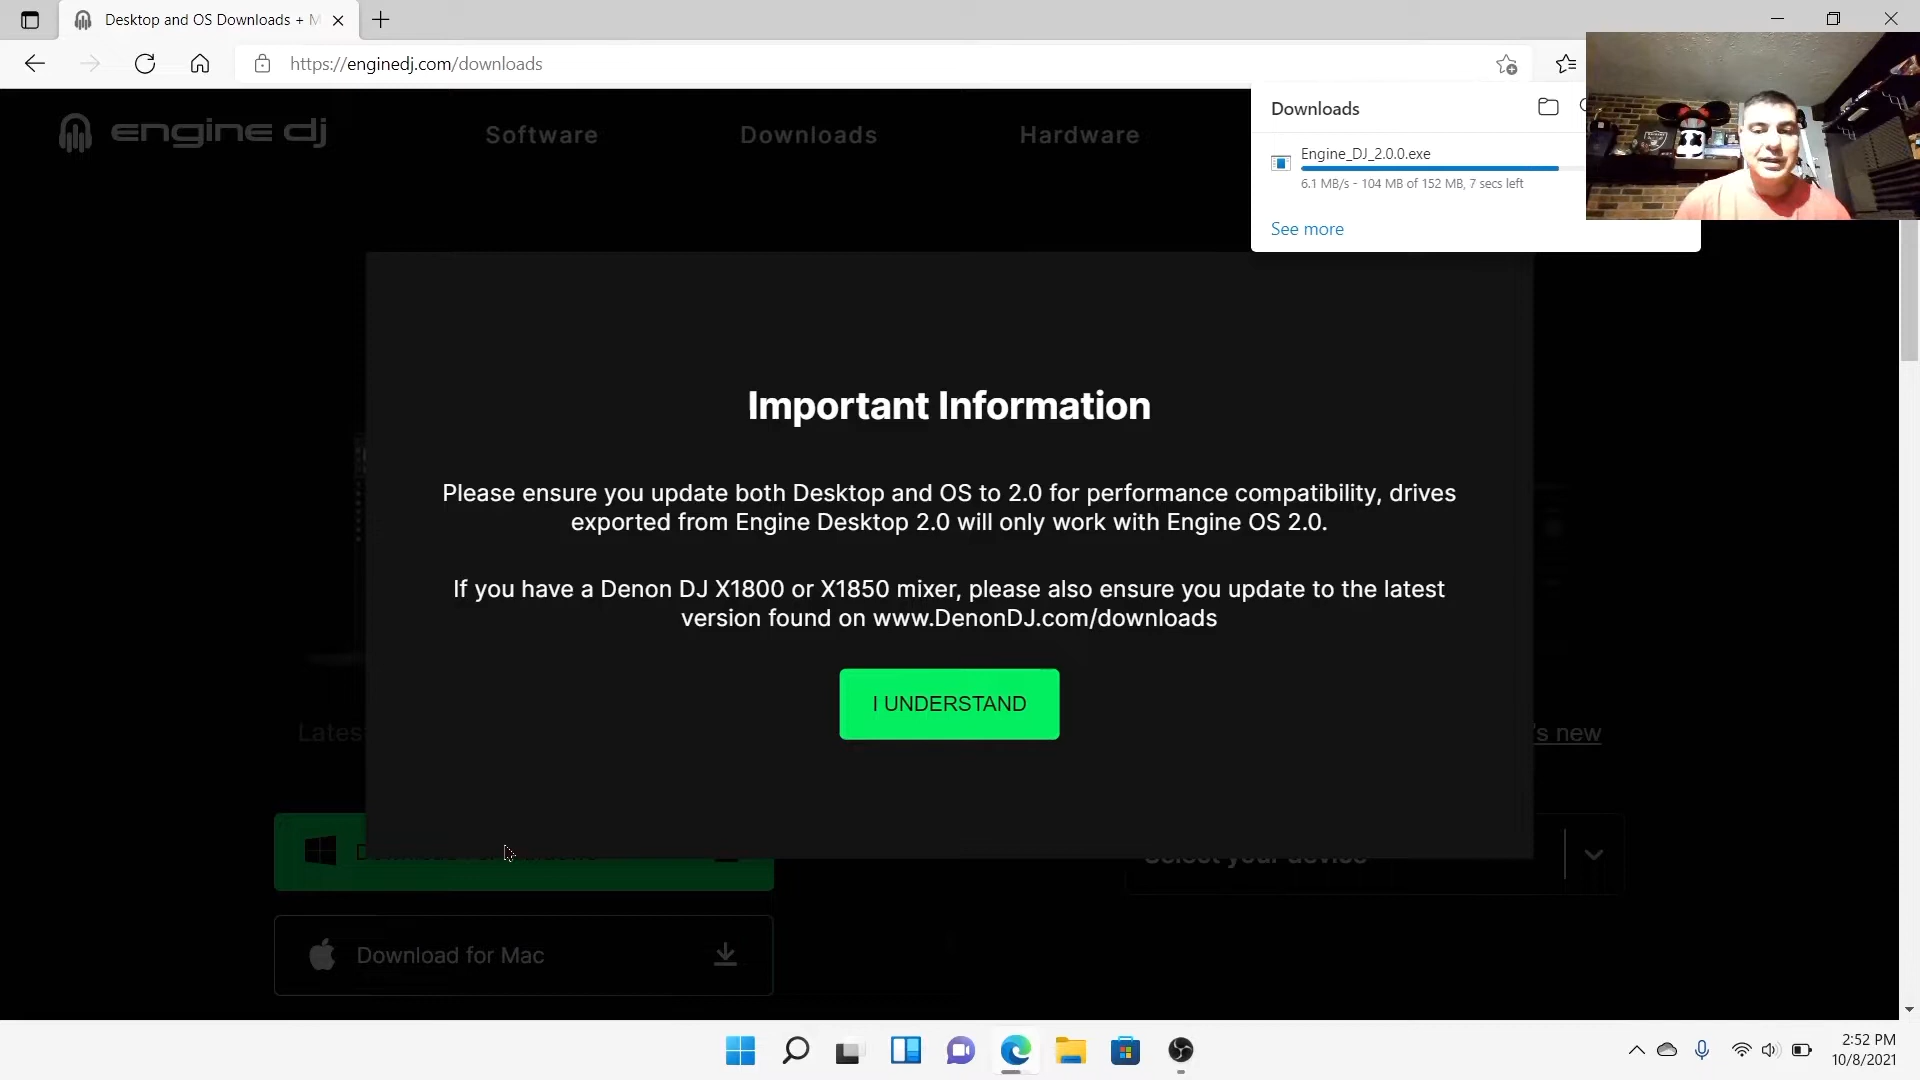 Desktop and OS Downloads + M
https://enginedj.com/downloads
engine dj
Software
Downloads
Hardware
Downloads
Engine_DJ_2.0.0.exe
6.1 MB/s - 104 MB of 152 MB, 7 secs left
See more
Important Information
Please ensure you update both Desktop and OS to 2.0 for performance compatibility, drives
exported from Engine Desktop 2.0 will only work with Engine OS 2.0.
If you have a Denon DJ X1800 or X1850 mixer, please also ensure you update to the latest
version found on www.DenonDJ.com/downloads
I UNDERSTAND
Lates
's new
Select your device
Download for Mac
2:52 PM
10/8/2021